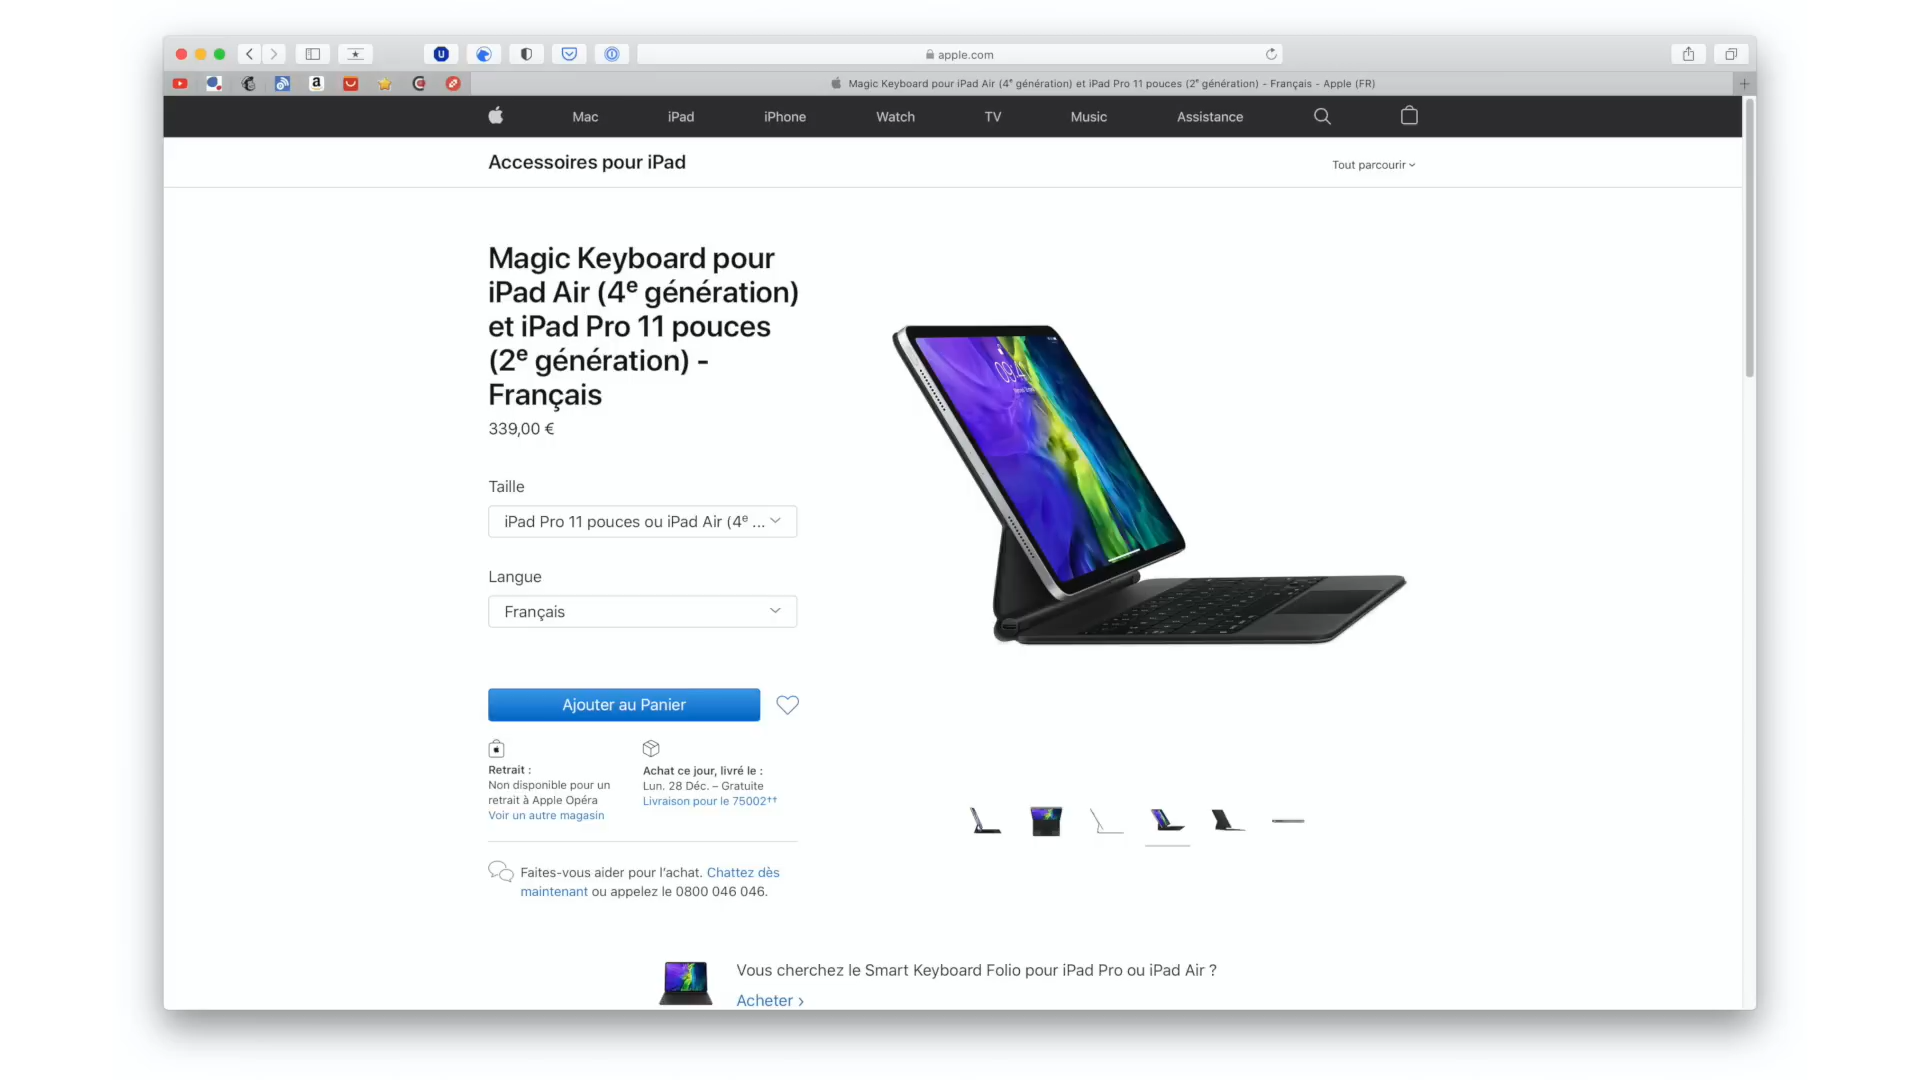 apple.com
Magic Keyboard pour iPad Air (4ᵉ génération) et iPad Pro 11 pouces (2ᵉ génération) - Français - Apple (FR)
Mac
iPad
iPhone
Watch
TV
Music
Assistance
Accessoires pour iPad
Tout parcourir
Magic Keyboard pour
iPad Air (4ᵉ génération)
et iPad Pro 11 pouces
(2ᵉ génération) -
Français
339,00 €
Taille
iPad Pro 11 pouces ou iPad Air (4ᵉ ...
Langue
Français
Ajouter au Panier
Retrait :
Non disponible pour un
retrait à Apple Opéra
Voir un autre magasin
Achat ce jour, livré le :
Lun. 28 Déc. – Gratuite
Livraison pour le 75002††
Faites-vous aider pour l’achat. Chattez dès
maintenant ou appelez le 0800 046 046.
Vous cherchez le Smart Keyboard Folio pour iPad Pro ou iPad Air ?
Acheter ›